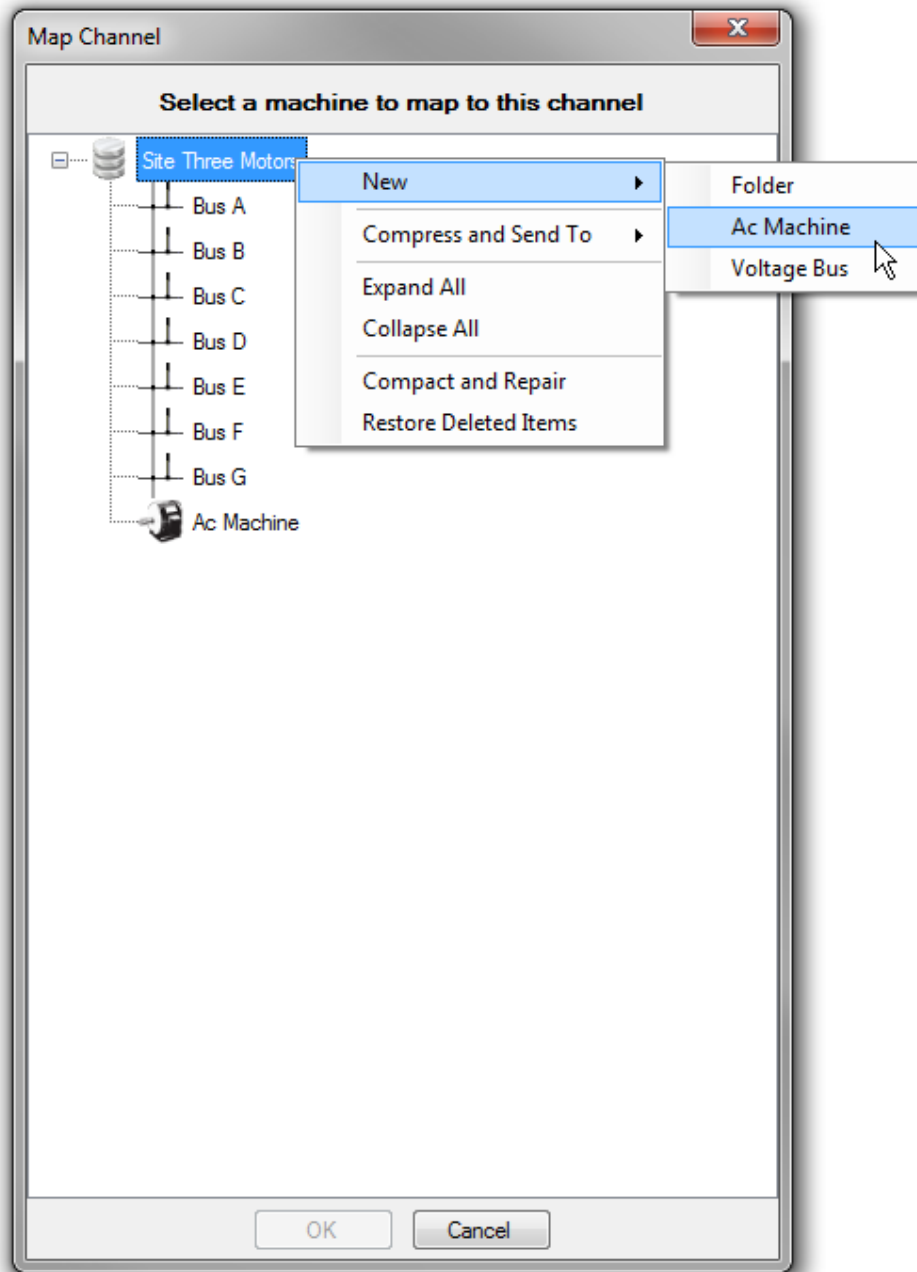 Map Channel
Select a machine to map to this channel
Site Three Motors
Bus A
Bus B
Bus C
Bus D
Bus E
Bus F
Bus G
Ac Machine
New
Compress and Send To
Expand All
Collapse All
Compact and Repair
Restore Deleted Items
Folder
Ac Machine
Voltage Bus
OK
Cancel